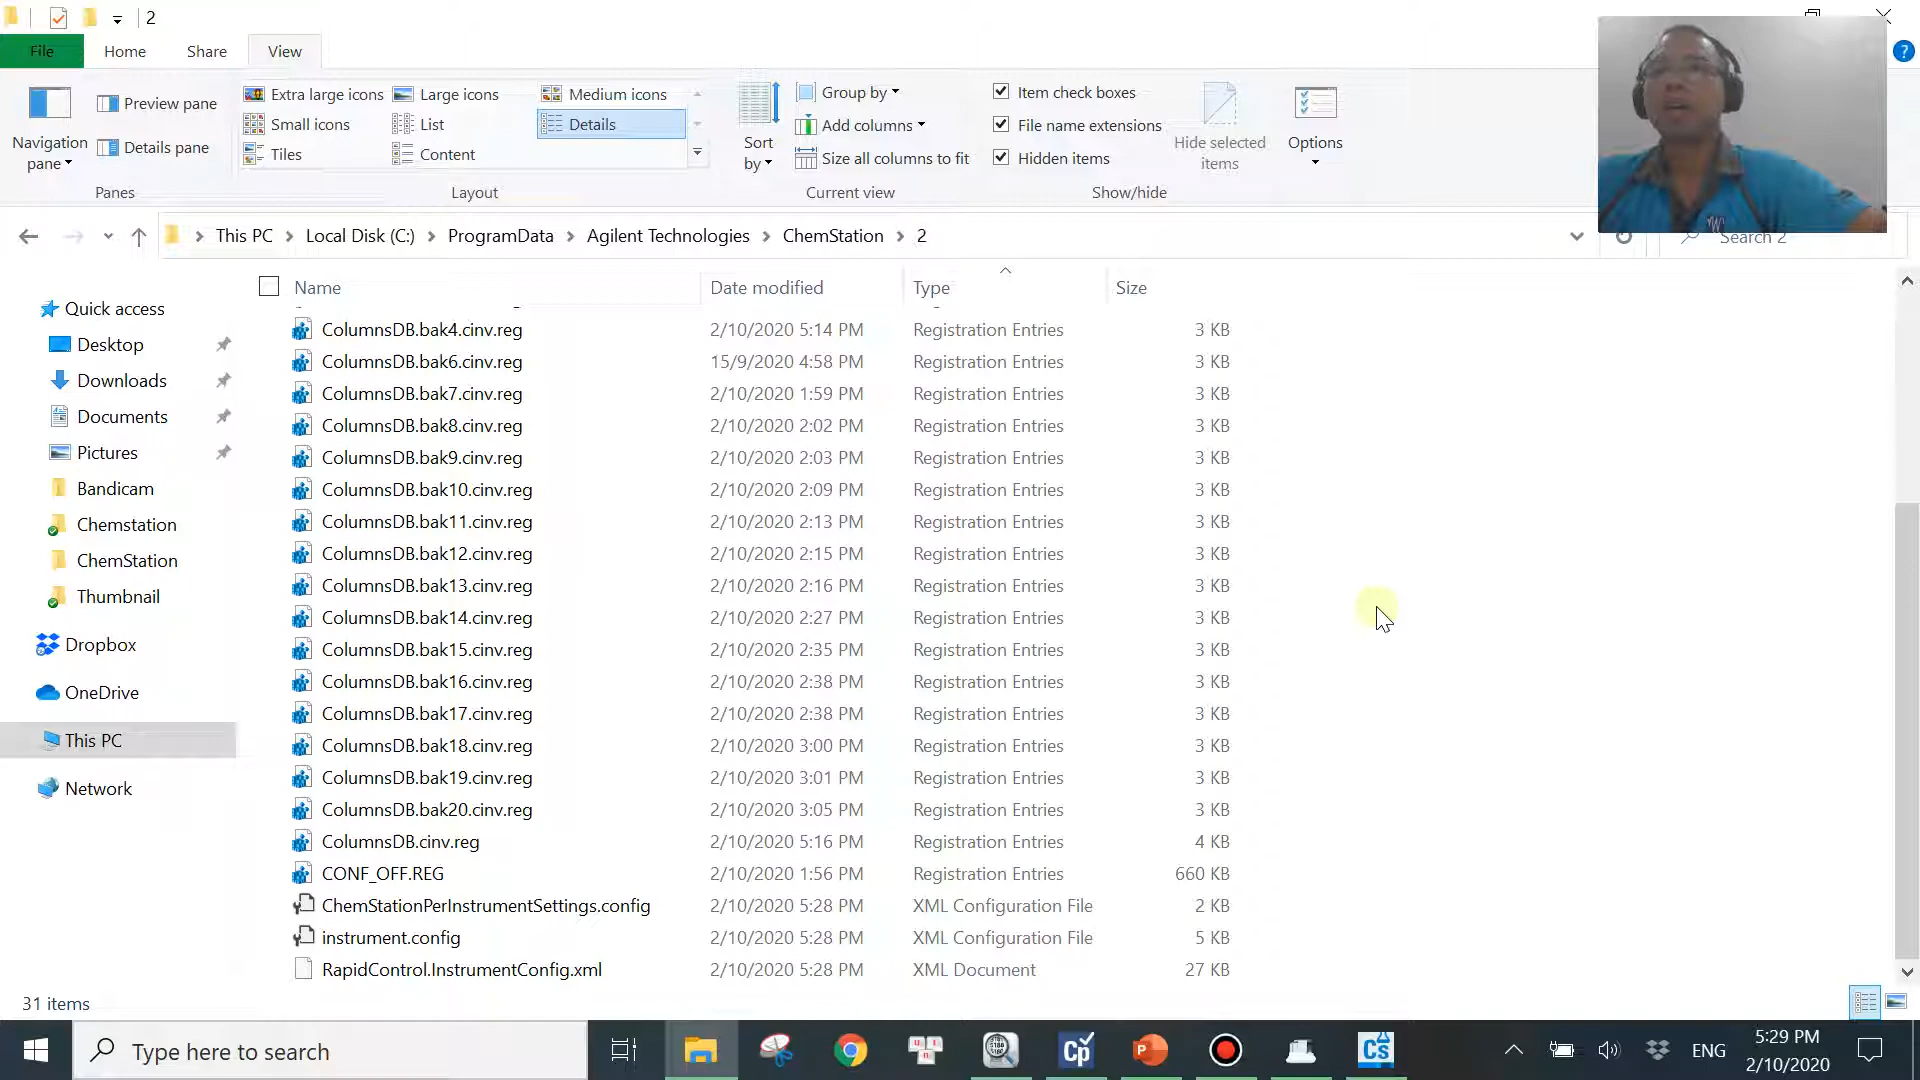 2
File Home Share View
Navigation pane
Preview pane
Details pane
Panes
Extra large icons Large icons Medium icons
Small icons List Details
Tiles Content
Layout
Sort by
Group by
Add columns
Size all columns to fit
Current view
Item check boxes
File name extensions
Hidden items
Hide selected items
Show/hide
Options
This PC Local Disk (C:) ProgramData Agilent Technologies ChemStation 2
Search 2
Quick access
Desktop
Downloads
Documents
Pictures
Bandicam
Chemstation
ChemStation
Thumbnail
Dropbox
OneDrive
This PC
Network
Name Date modified Type Size
ColumnsDB.bak4.cinv.reg 2/10/2020 5:14 PM Registration Entries 3 KB
ColumnsDB.bak6.cinv.reg 15/9/2020 4:58 PM Registration Entries 3 KB
ColumnsDB.bak7.cinv.reg 2/10/2020 1:59 PM Registration Entries 3 KB
ColumnsDB.bak8.cinv.reg 2/10/2020 2:02 PM Registration Entries 3 KB
ColumnsDB.bak9.cinv.reg 2/10/2020 2:03 PM Registration Entries 3 KB
ColumnsDB.bak10.cinv.reg 2/10/2020 2:09 PM Registration Entries 3 KB
ColumnsDB.bak11.cinv.reg 2/10/2020 2:13 PM Registration Entries 3 KB
ColumnsDB.bak12.cinv.reg 2/10/2020 2:15 PM Registration Entries 3 KB
ColumnsDB.bak13.cinv.reg 2/10/2020 2:16 PM Registration Entries 3 KB
ColumnsDB.bak14.cinv.reg 2/10/2020 2:27 PM Registration Entries 3 KB
ColumnsDB.bak15.cinv.reg 2/10/2020 2:35 PM Registration Entries 3 KB
ColumnsDB.bak16.cinv.reg 2/10/2020 2:38 PM Registration Entries 3 KB
ColumnsDB.bak17.cinv.reg 2/10/2020 2:38 PM Registration Entries 3 KB
ColumnsDB.bak18.cinv.reg 2/10/2020 3:00 PM Registration Entries 3 KB
ColumnsDB.bak19.cinv.reg 2/10/2020 3:01 PM Registration Entries 3 KB
ColumnsDB.bak20.cinv.reg 2/10/2020 3:05 PM Registration Entries 3 KB
ColumnsDB.cinv.reg 2/10/2020 5:16 PM Registration Entries 4 KB
CONF_OFF.REG 2/10/2020 1:56 PM Registration Entries 660 KB
ChemStationPerInstrumentSettings.config 2/10/2020 5:28 PM XML Configuration File 2 KB
instrument.config 2/10/2020 5:28 PM XML Configuration File 5 KB
RapidControl.InstrumentConfig.xml 2/10/2020 5:28 PM XML Document 27 KB
31 items
Type here to search
Cp
P
Cs
ENG
5:29 PM
2/10/2020